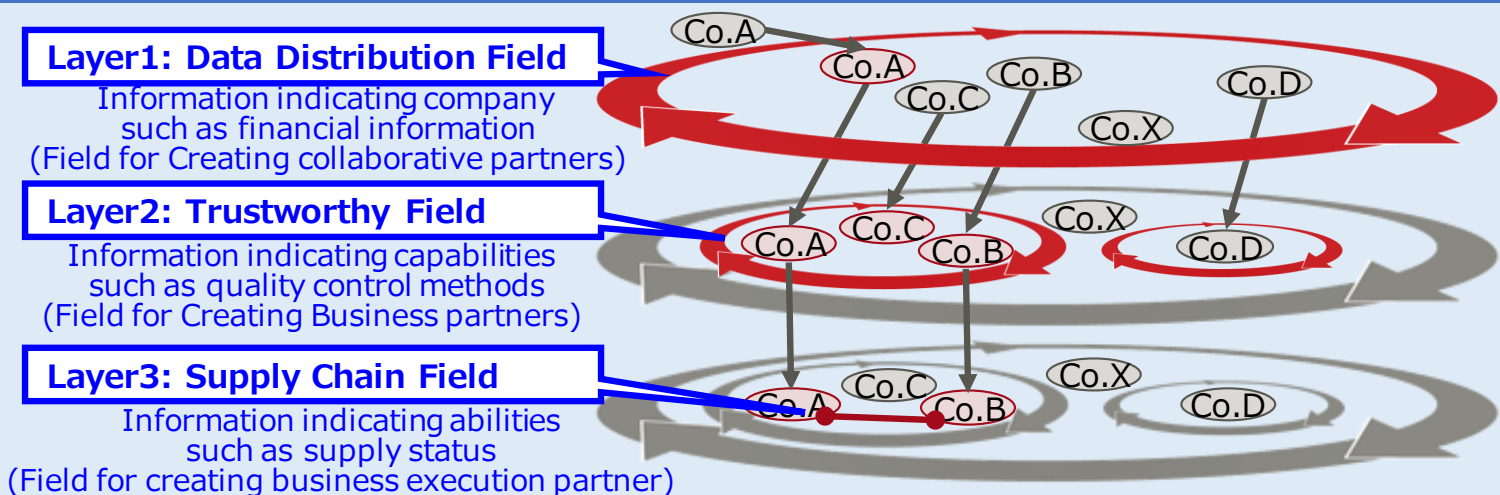 Layer1: Data Distribution Field
Information indicating company
such as financial information
(Field for Creating collaborative partners)
Co.A
Co.A
Co.C
Co.B
Co.D
Co.X
Layer2: Trustworthy Field
Information indicating capabilities
such as quality control methods
(Field for Creating Business partners)
Co.A
Co.C
Co.B
Co.X
Co.D
Layer3: Supply Chain Field
Information indicating abilities
such as supply status
(Field for creating business execution partner)
Co.A
Co.C
Co.B
Co.X
Co.D